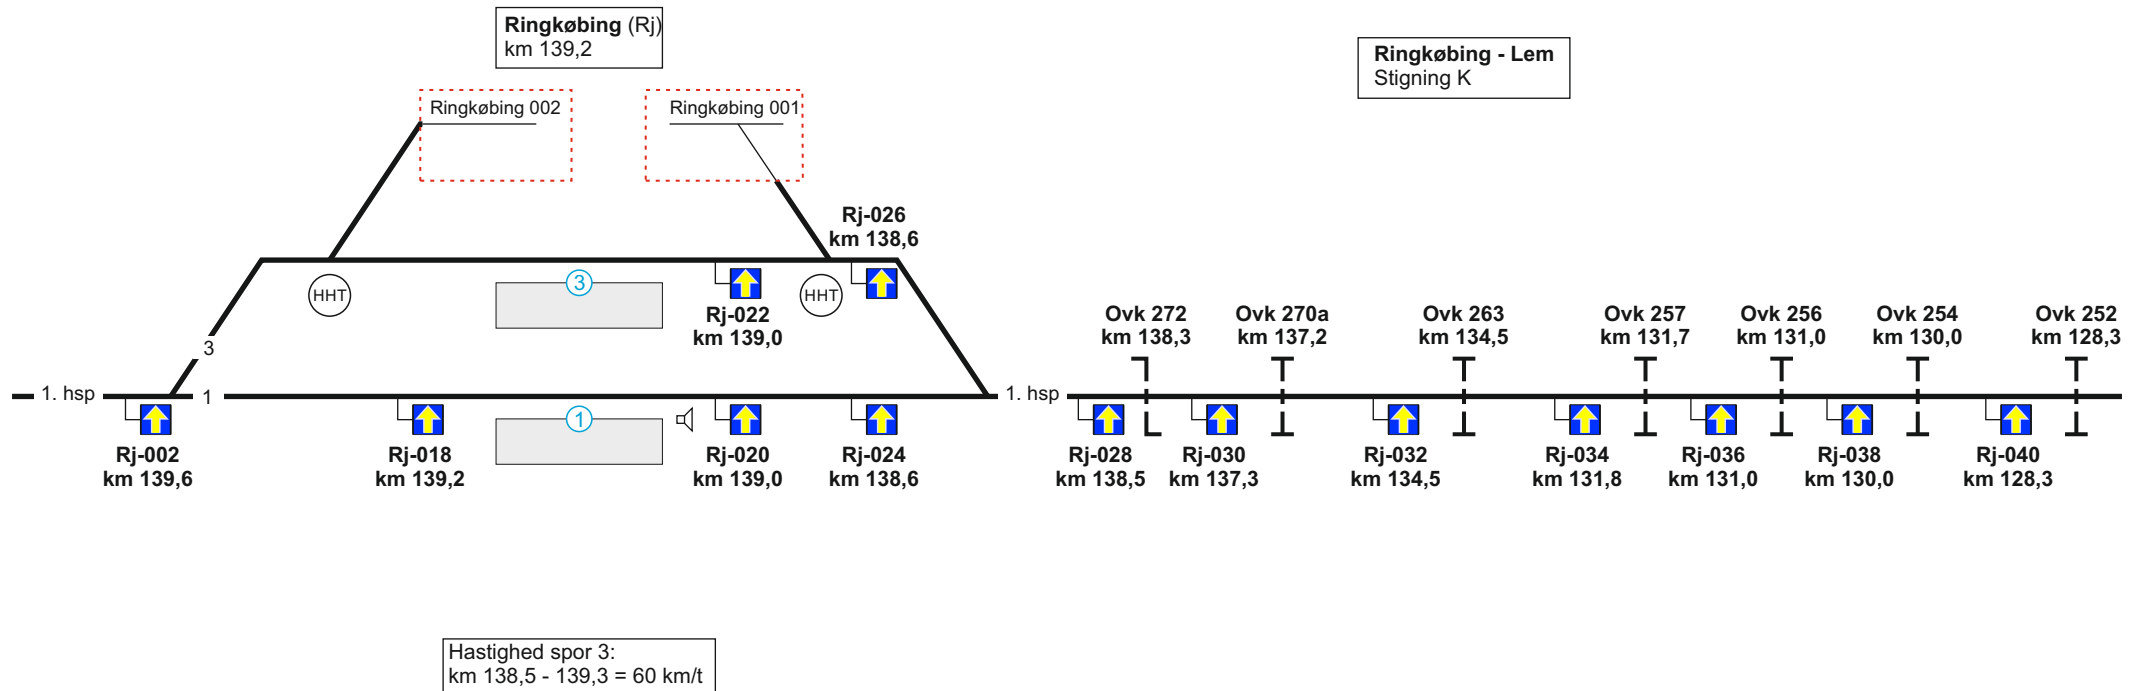 Ringkøbing (Rj)
km 139,2
Ringkøbing - Lem
Stigning K
Ringkøbing 002
Ringkøbing 001
Rj-026
km 138,6
HHT
3
HHT
Rj-022
km 139,0
3
Ovk 272
km 138,3
Ovk 270a
km 137,2
Ovk 263
km 134,5
Ovk 257
km 131,7
Ovk 256
km 131,0
Ovk 254
km 130,0
Ovk 252
km 128,3
1. hsp
1
1. hsp
1
Rj-002
km 139,6
Rj-018
km 139,2
Rj-020
km 139,0
Rj-024
km 138,6
Rj-028
km 138,5
Rj-030
km 137,3
Rj-032
km 134,5
Rj-034
km 131,8
Rj-036
km 131,0
Rj-038
km 130,0
Rj-040
km 128,3
Hastighed spor 3:
km 138,5 - 139,3 = 60 km/t